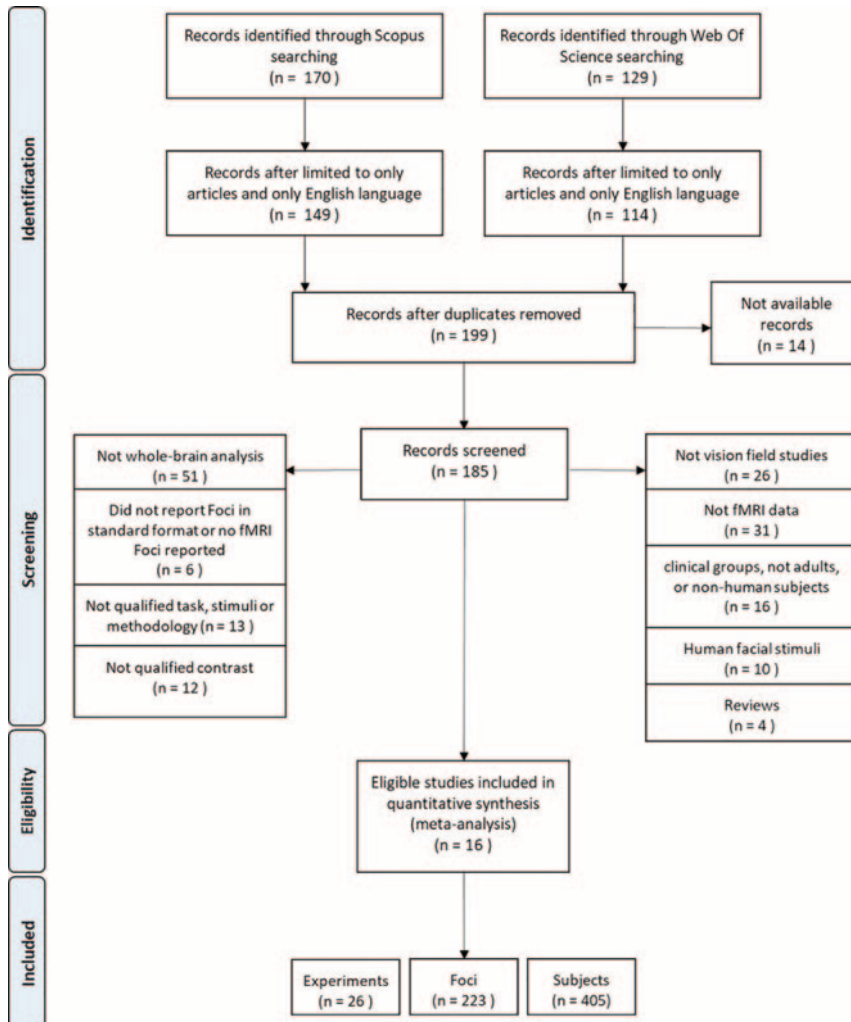 Identification
Records identified through Scopus
searching
(n = 170)
Records identified through Web Of
Science searching
(n = 129)
Records after limited to only
articles and only English language
(n = 149)
Records after limited to only
articles and only English language
(n = 114)
Records after duplicates removed
(n = 199)
Not available
records
(n = 14)
Screening
Records screened
(n = 185)
Not whole-brain analysis
(n = 51)
Did not report Foci in
standard format or no fMRI
Foci reported
(n = 6)
Not qualified task, stimuli or
methodology (n = 13)
Not qualified contrast
(n = 12)
Not vision field studies
(n = 26)
Not fMRI data
(n = 31)
clinical groups, not adults,
or non-human subjects
(n = 16)
Human facial stimuli
(n = 10)
Reviews
(n = 4)
Eligibility
Eligible studies included in
quantitative synthesis
(meta-analysis)
(n = 16)
Included
Experiments
(n = 26)
Foci
(n = 223)
Subjects
(n = 405)